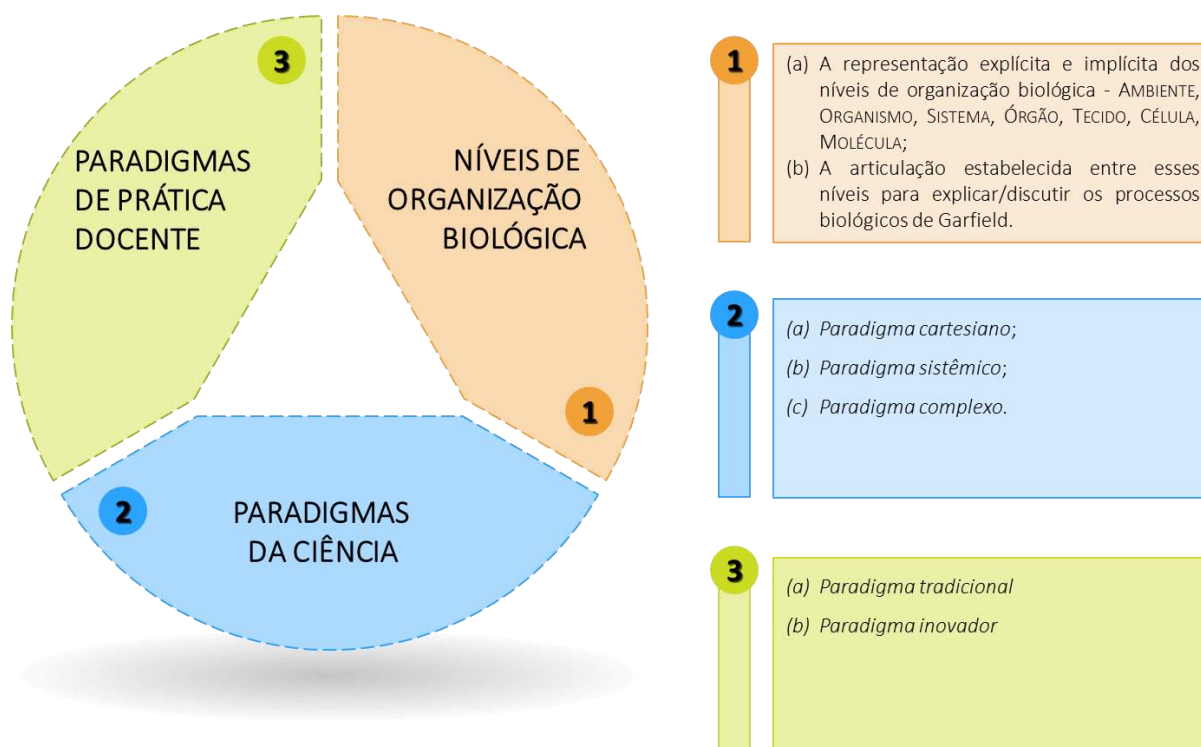 3
PARADIGMAS
DE PRÁTICA
DOCENTE
NÍVEIS DE
ORGANIZAÇÃO
BIOLÓGICA
1
2
PARADIGMAS
DA CIÊNCIA
1
(a) A representação explícita e implícita dos
níveis de organização biológica - AMBIENTE,
ORGANISMO, SISTEMA, ÓRGÃO, TECIDO, CÉLULA,
MOLÉCULA;
(b) A articulação estabelecida entre esses
níveis para explicar/discutir os processos
biológicos de Garfield.
2
(a) Paradigma cartesiano;
(b) Paradigma sistêmico;
(c) Paradigma complexo.
3
(a) Paradigma tradicional
(b) Paradigma inovador